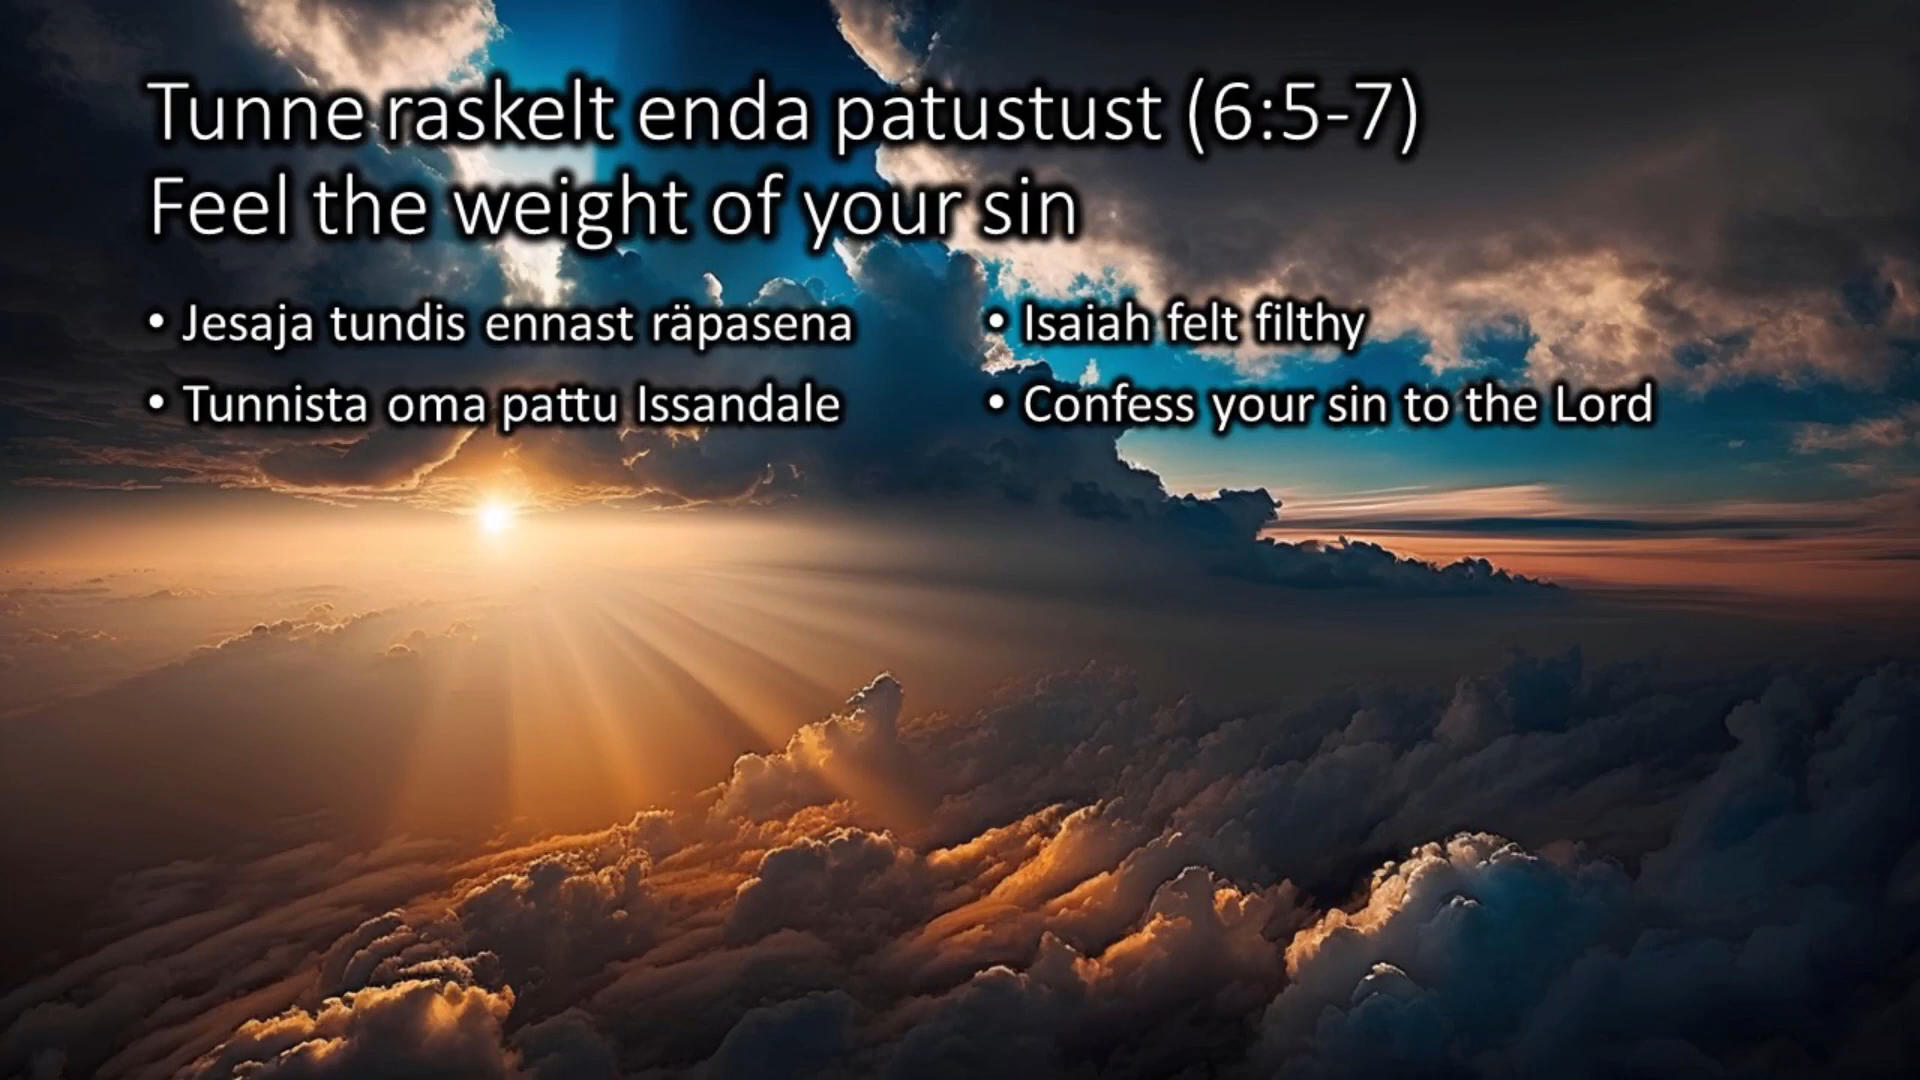 Tunne raskelt enda patustust (6:5-7)
Feel the weight of your sin
• Jesaja tundis ennast räpasena
• Tunnista oma pattu Issandale
• Isaiah felt filthy
• Confess your sin to the Lord